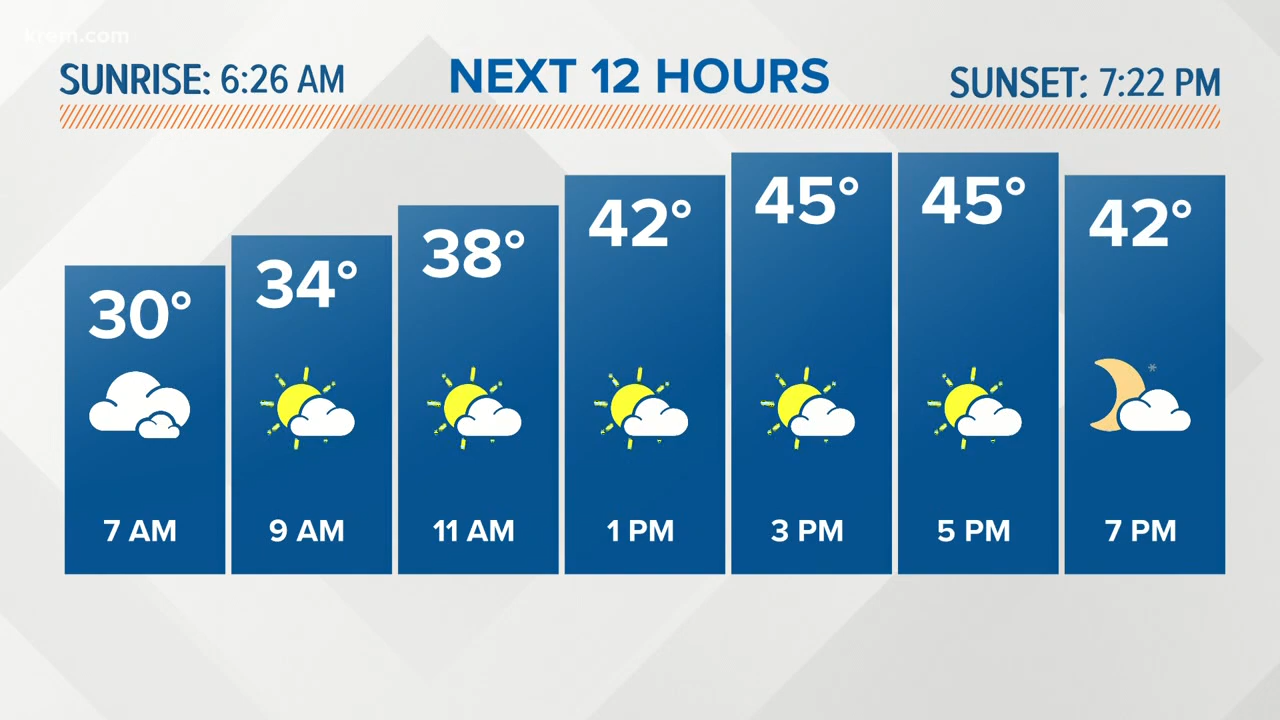 krem.com
SUNRISE: 6:26 AM
NEXT 12 HOURS
SUNSET: 7:22 PM
30°
34°
38°
42°
45°
45°
42°
7 AM
9 AM
11 AM
1 PM
3 PM
5 PM
7 PM